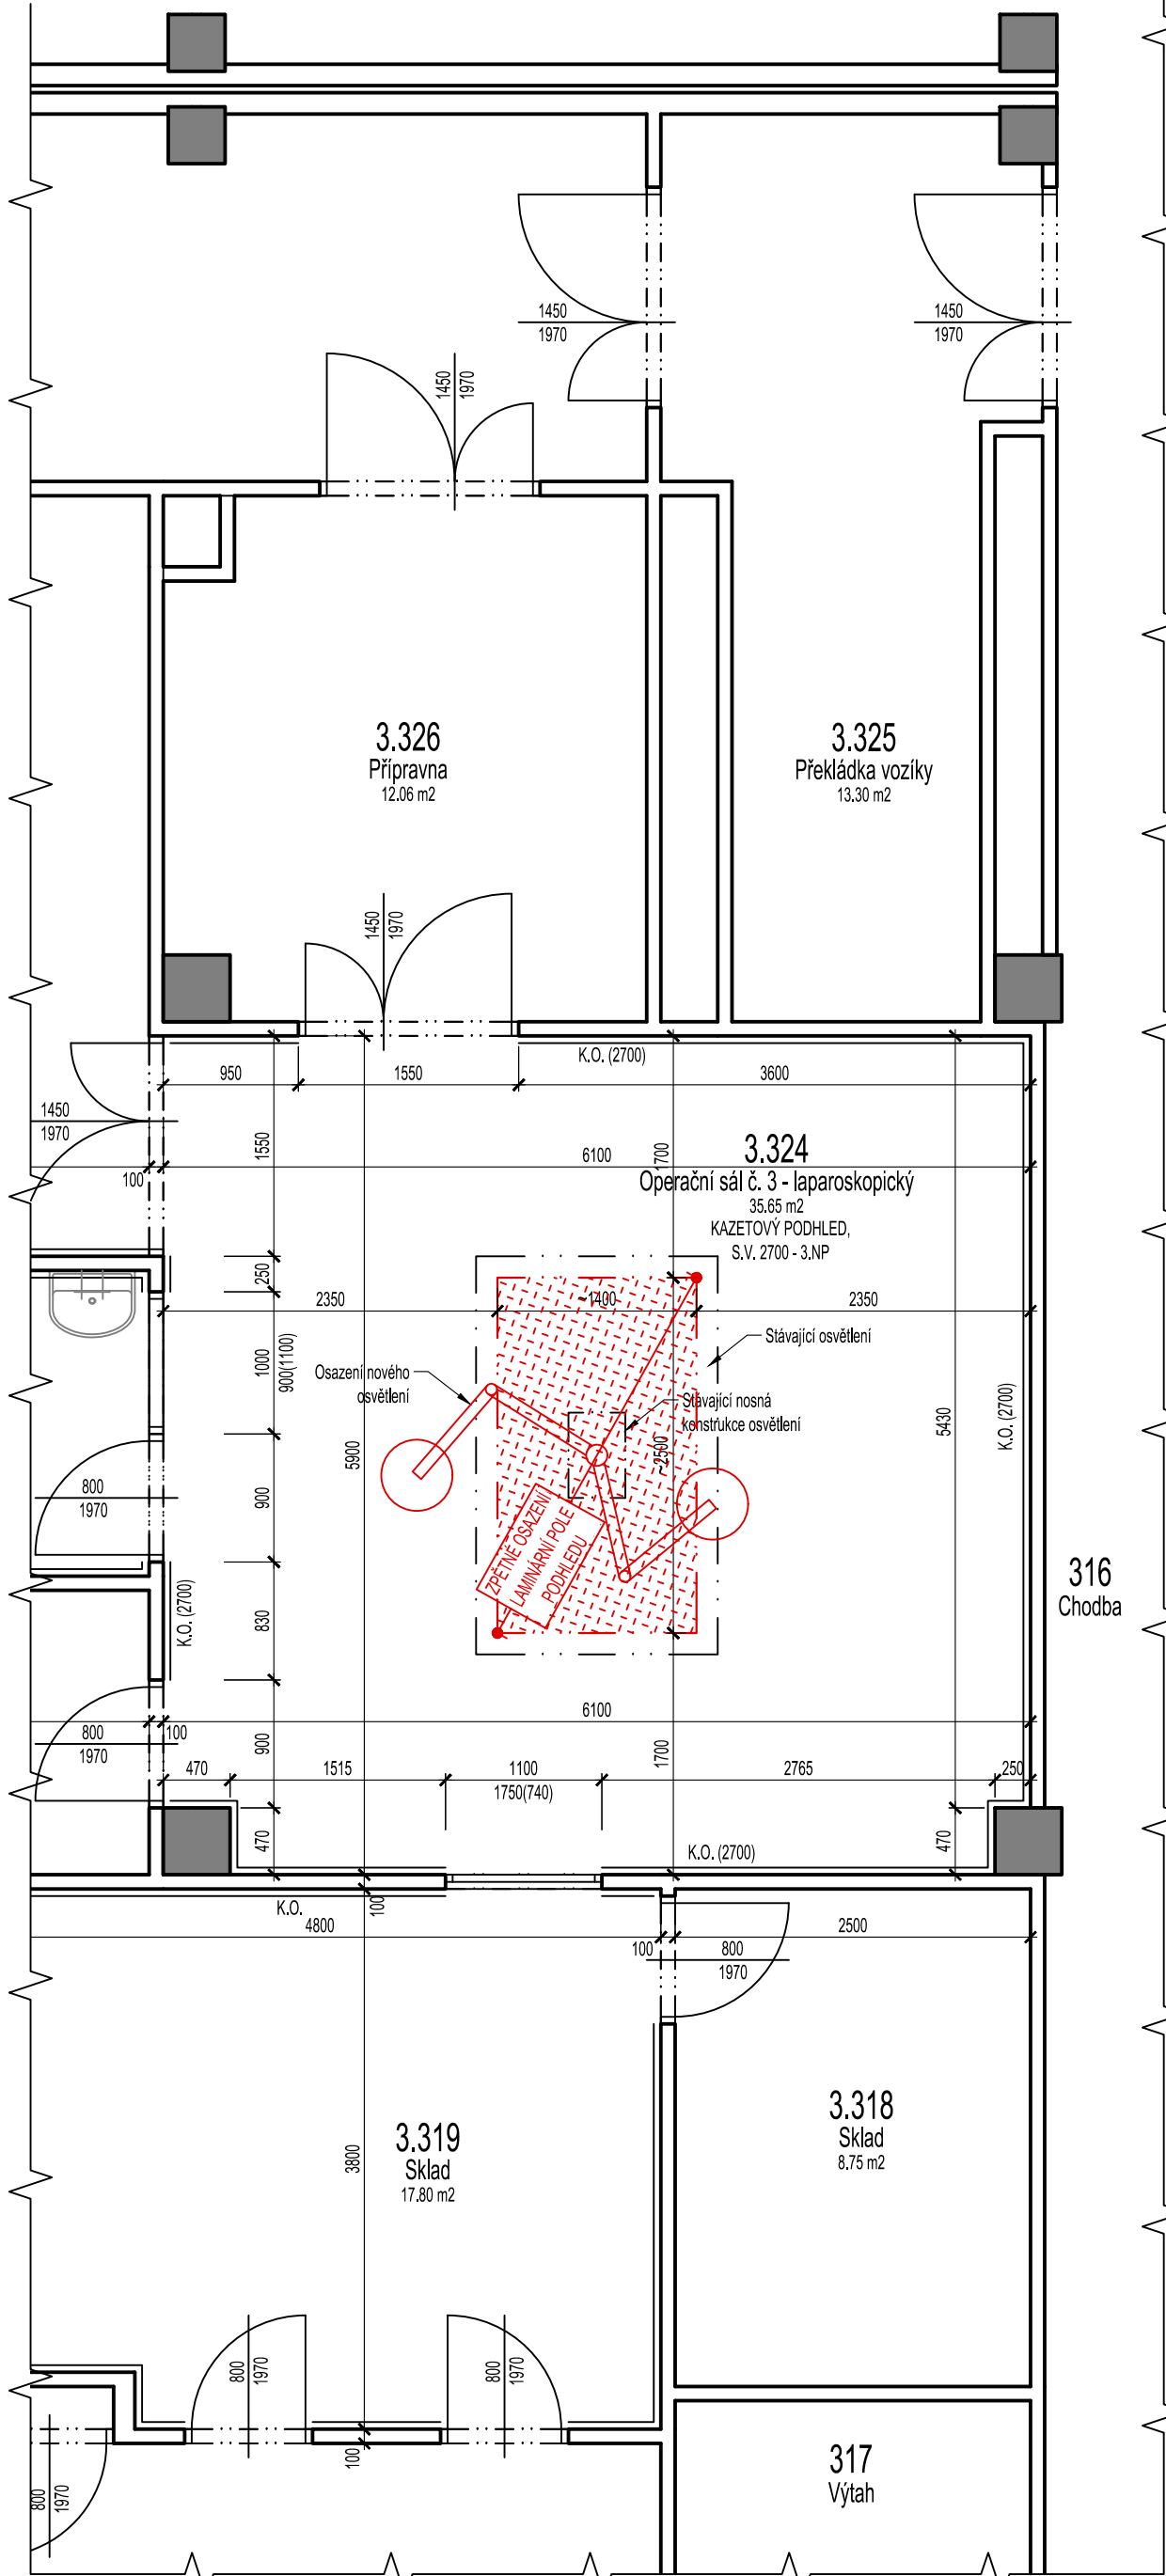 1450
1970
1450
1970
1450
1970
3.326
Přípravna
12.06 m2
3.325
Překládka vozíky
13.30 m2
1450
1970
K.O. (2700)
950
1550
3600
1450
1970
100
1550
6100
1700
3.324
Operační sál č. 3 - laparoskopický
35.65 m2
KAZETOVÝ PODHLED,
S.V. 2700 - 3.NP
250
2350
~1400
2350
Stávající osvětlení
1000
900(1100)
Osazení nového
osvětlení
Stávající nosná
konstrukce osvětlení
K.O. (2700)
5430
5900
~2500
800
1970
900
ZPĚTNÉ OSAZENÍ
LAMINÁRNÍ POLE
PODHLEDU
316
Chodba
K.O. (2700)
830
6100
800
1970
100
900
1700
470
1515
1100
1750(740)
2765
250
470
470
K.O. (2700)
K.O.
100
4800
100
800
1970
2500
3800
3.319
Sklad
17.80 m2
3.318
Sklad
8.75 m2
800
1970
800
1970
100
317
Výtah
800
1970